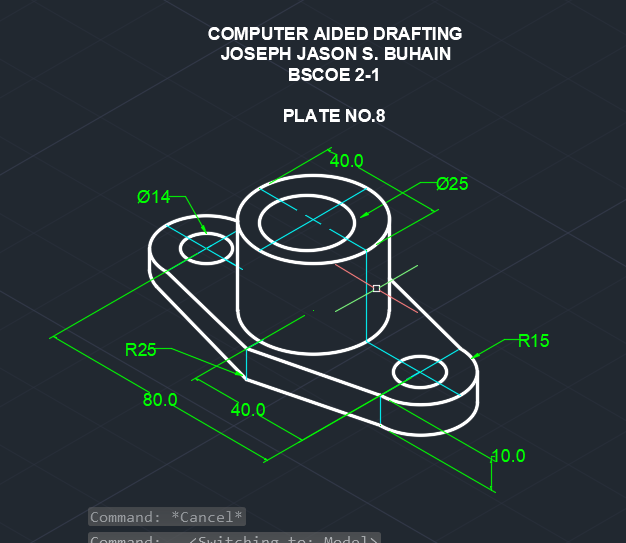 COMPUTER AIDED DRAFTING
JOSEPH JASON S. BUHAIN
BSCOE 2-1
PLATE NO.8
40.0
Ø25
Ø14
R15
R25
80.0
40.0
10.0
Command: *Cancel*
Command:   <Switching to: Model>